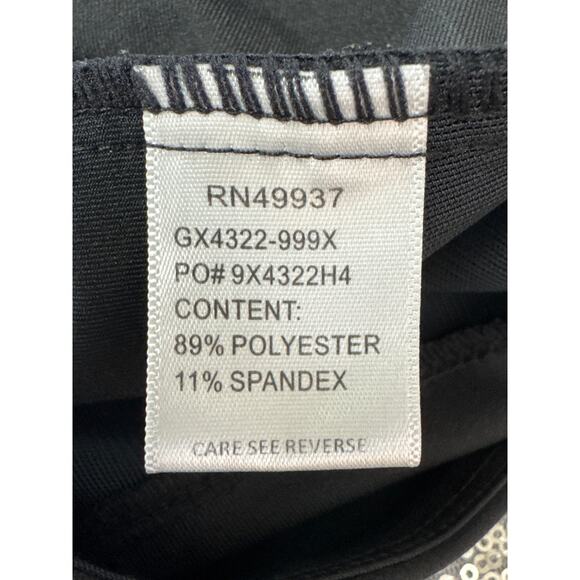 RN49937
GX4322-999X
PO# 9X4322H4
CONTENT:
89% POLYESTER
11% SPANDEX
CARE SEE REVERSE